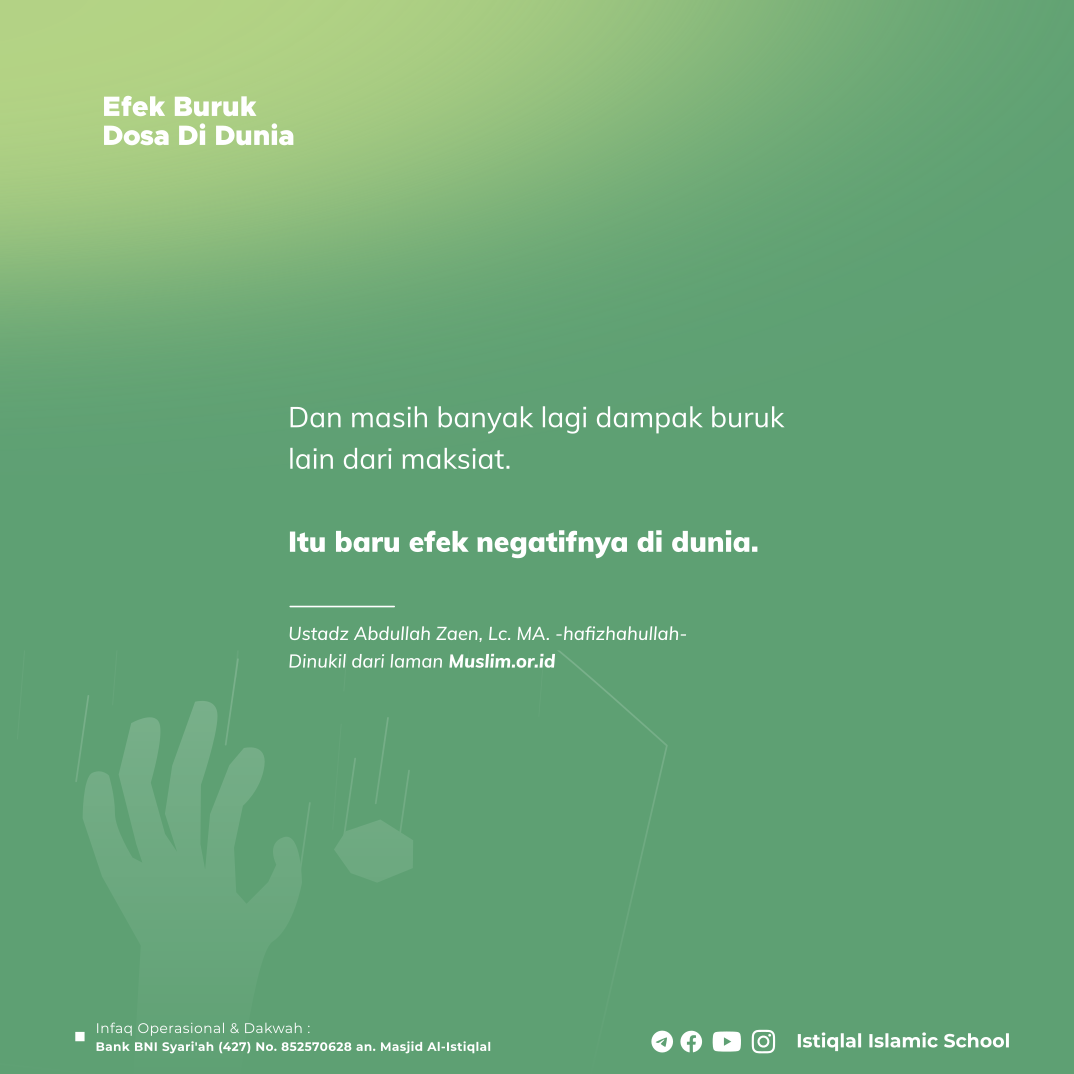 Efek Buruk
Dosa Di Dunia
Dan masih banyak lagi dampak buruk
lain dari maksiat.
Itu baru efek negatifnya di dunia.
Ustadz Abdullah Zaen, Lc. MA. -hafizhahullah-
Dinukil dari laman Muslim.or.id
Infaq Operasional & Dakwah :
Bank BNI Syari'ah (427) No. 852570628 an. Masjid Al-Istiqlal
Istiqlal Islamic School